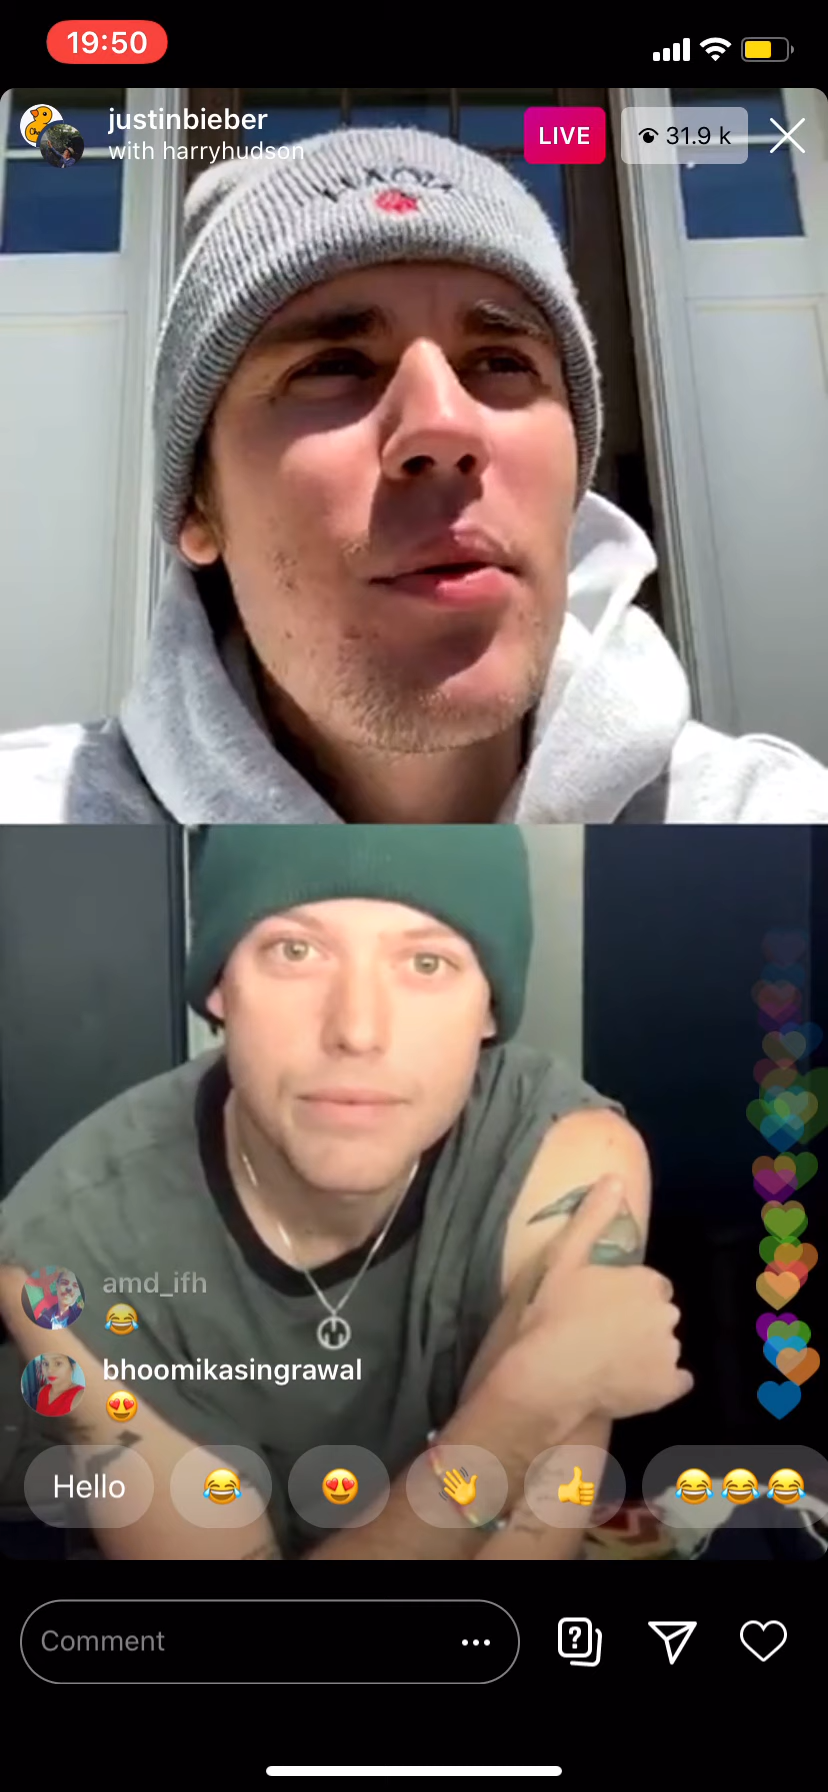 19:50
justinbieber
with harryhudson
LIVE
31.9 k
amd_ifh
😂
bhoomikasingrawal
😍
Hello 😂 😍 👋 👍 😂😂😂
Comment